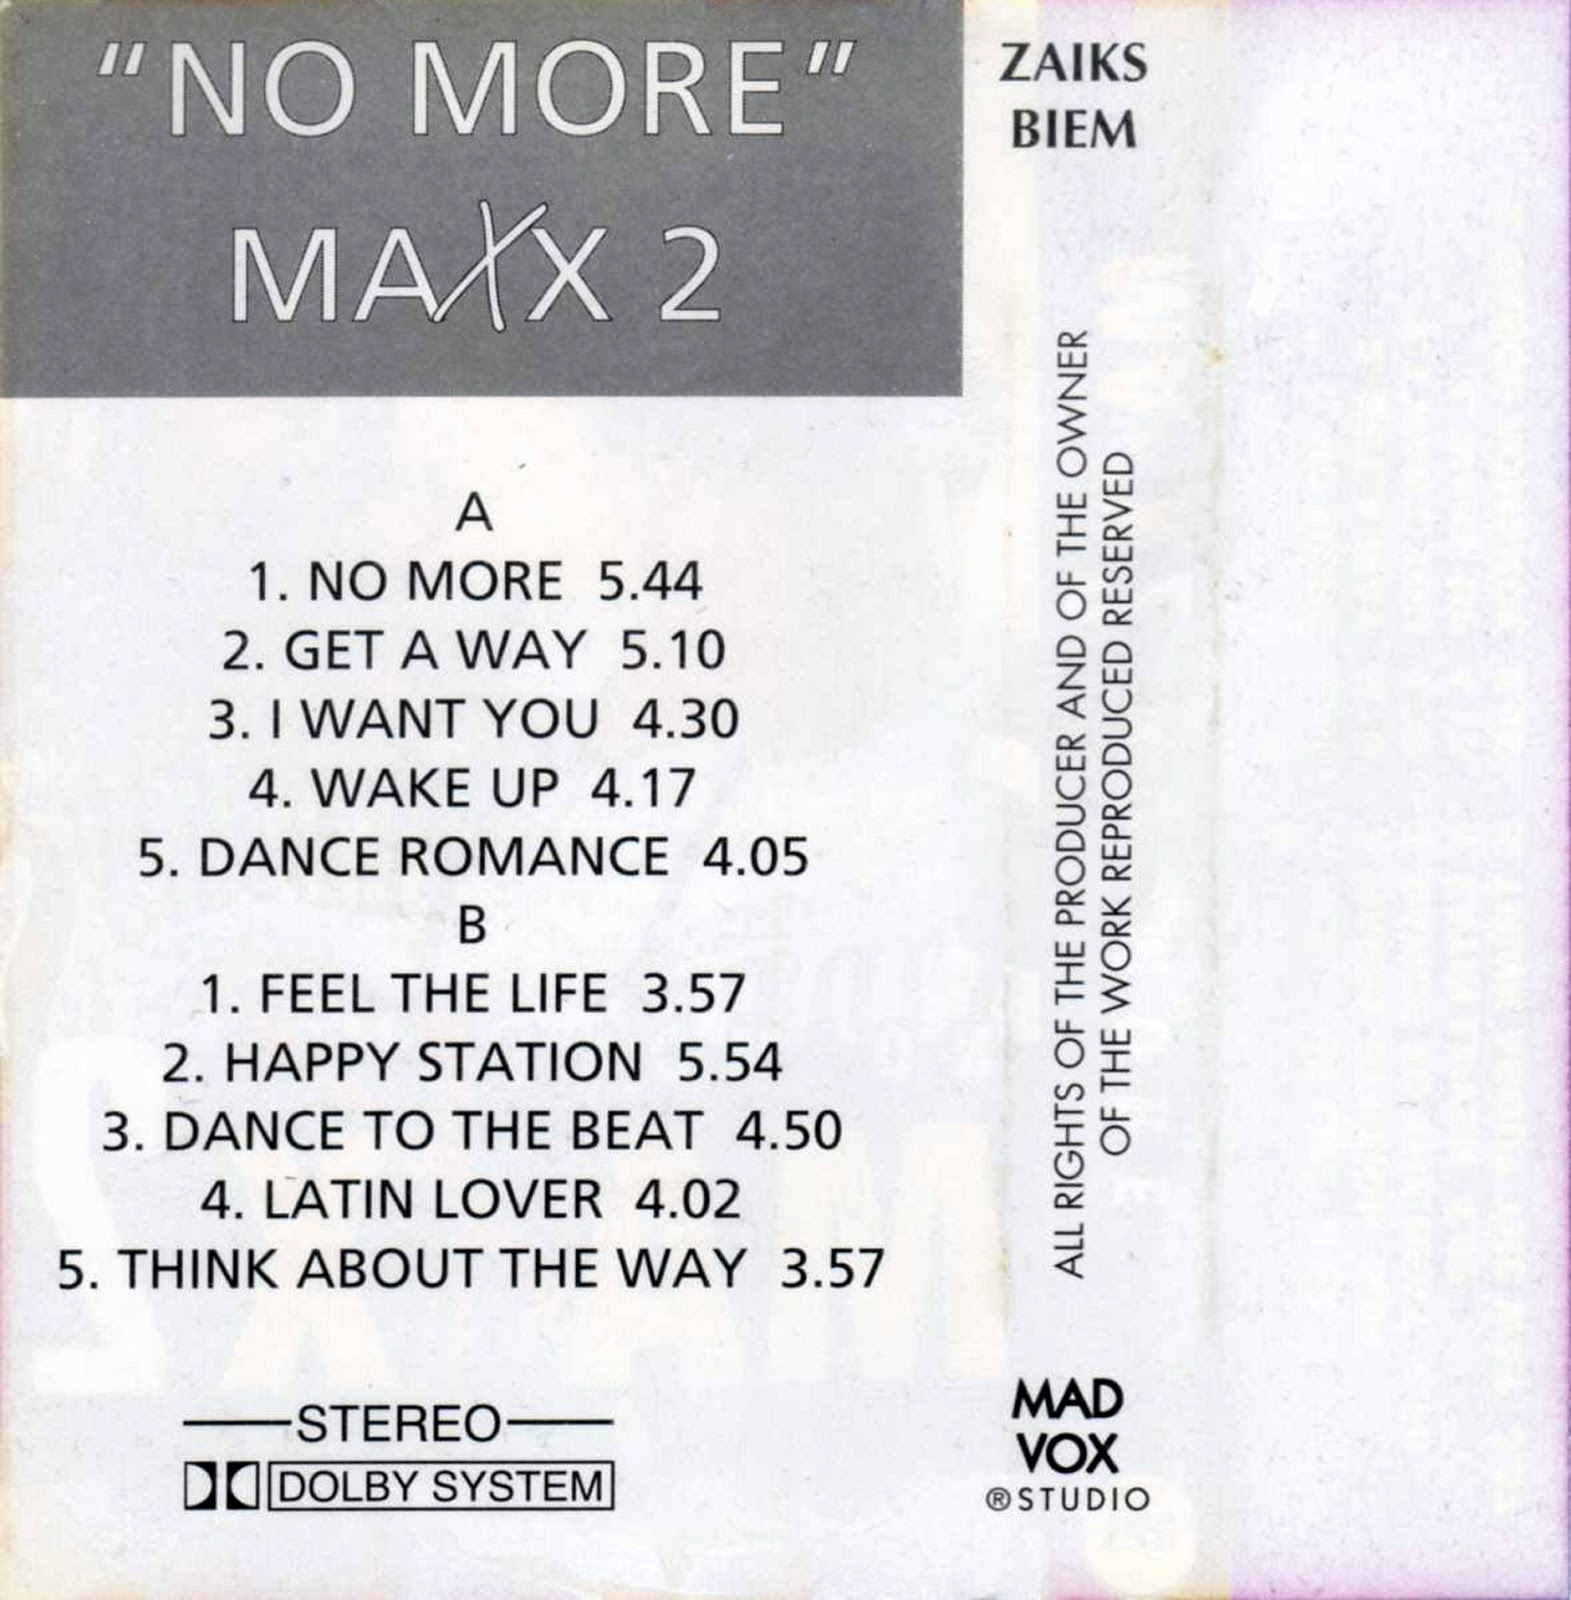 "NO MORE"
MAXX 2
A
1. NO MORE 5.44
2. GET A WAY 5.10
3. I WANT YOU 4.30
4. WAKE UP 4.17
5. DANCE ROMANCE 4.05
B
1. FEEL THE LIFE 3.57
2. HAPPY STATION 5.54
3. DANCE TO THE BEAT 4.50
4. LATIN LOVER 4.02
5. THINK ABOUT THE WAY 3.57
STEREO
DOLBY SYSTEM
ZAIKS
BIEM
ALL RIGHTS OF THE PRODUCER AND OF THE OWNER
OF THE WORK REPRODUCED RESERVED
MAD
VOX
®STUDIO